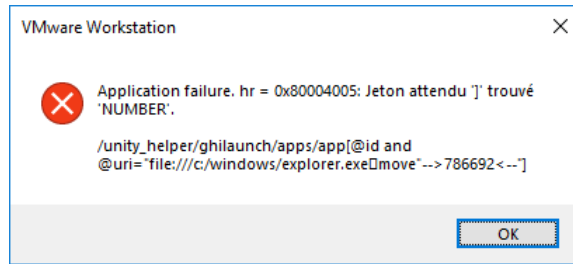 VMware Workstation
Application failure. hr = 0x80004005: Jeton attendu ']' trouvé
'NUMBER'.
/unity_helper/ghilaunch/apps/app[@id and
@uri="file:///c:/windows/explorer.exe▯move"-->786692<--"]
OK